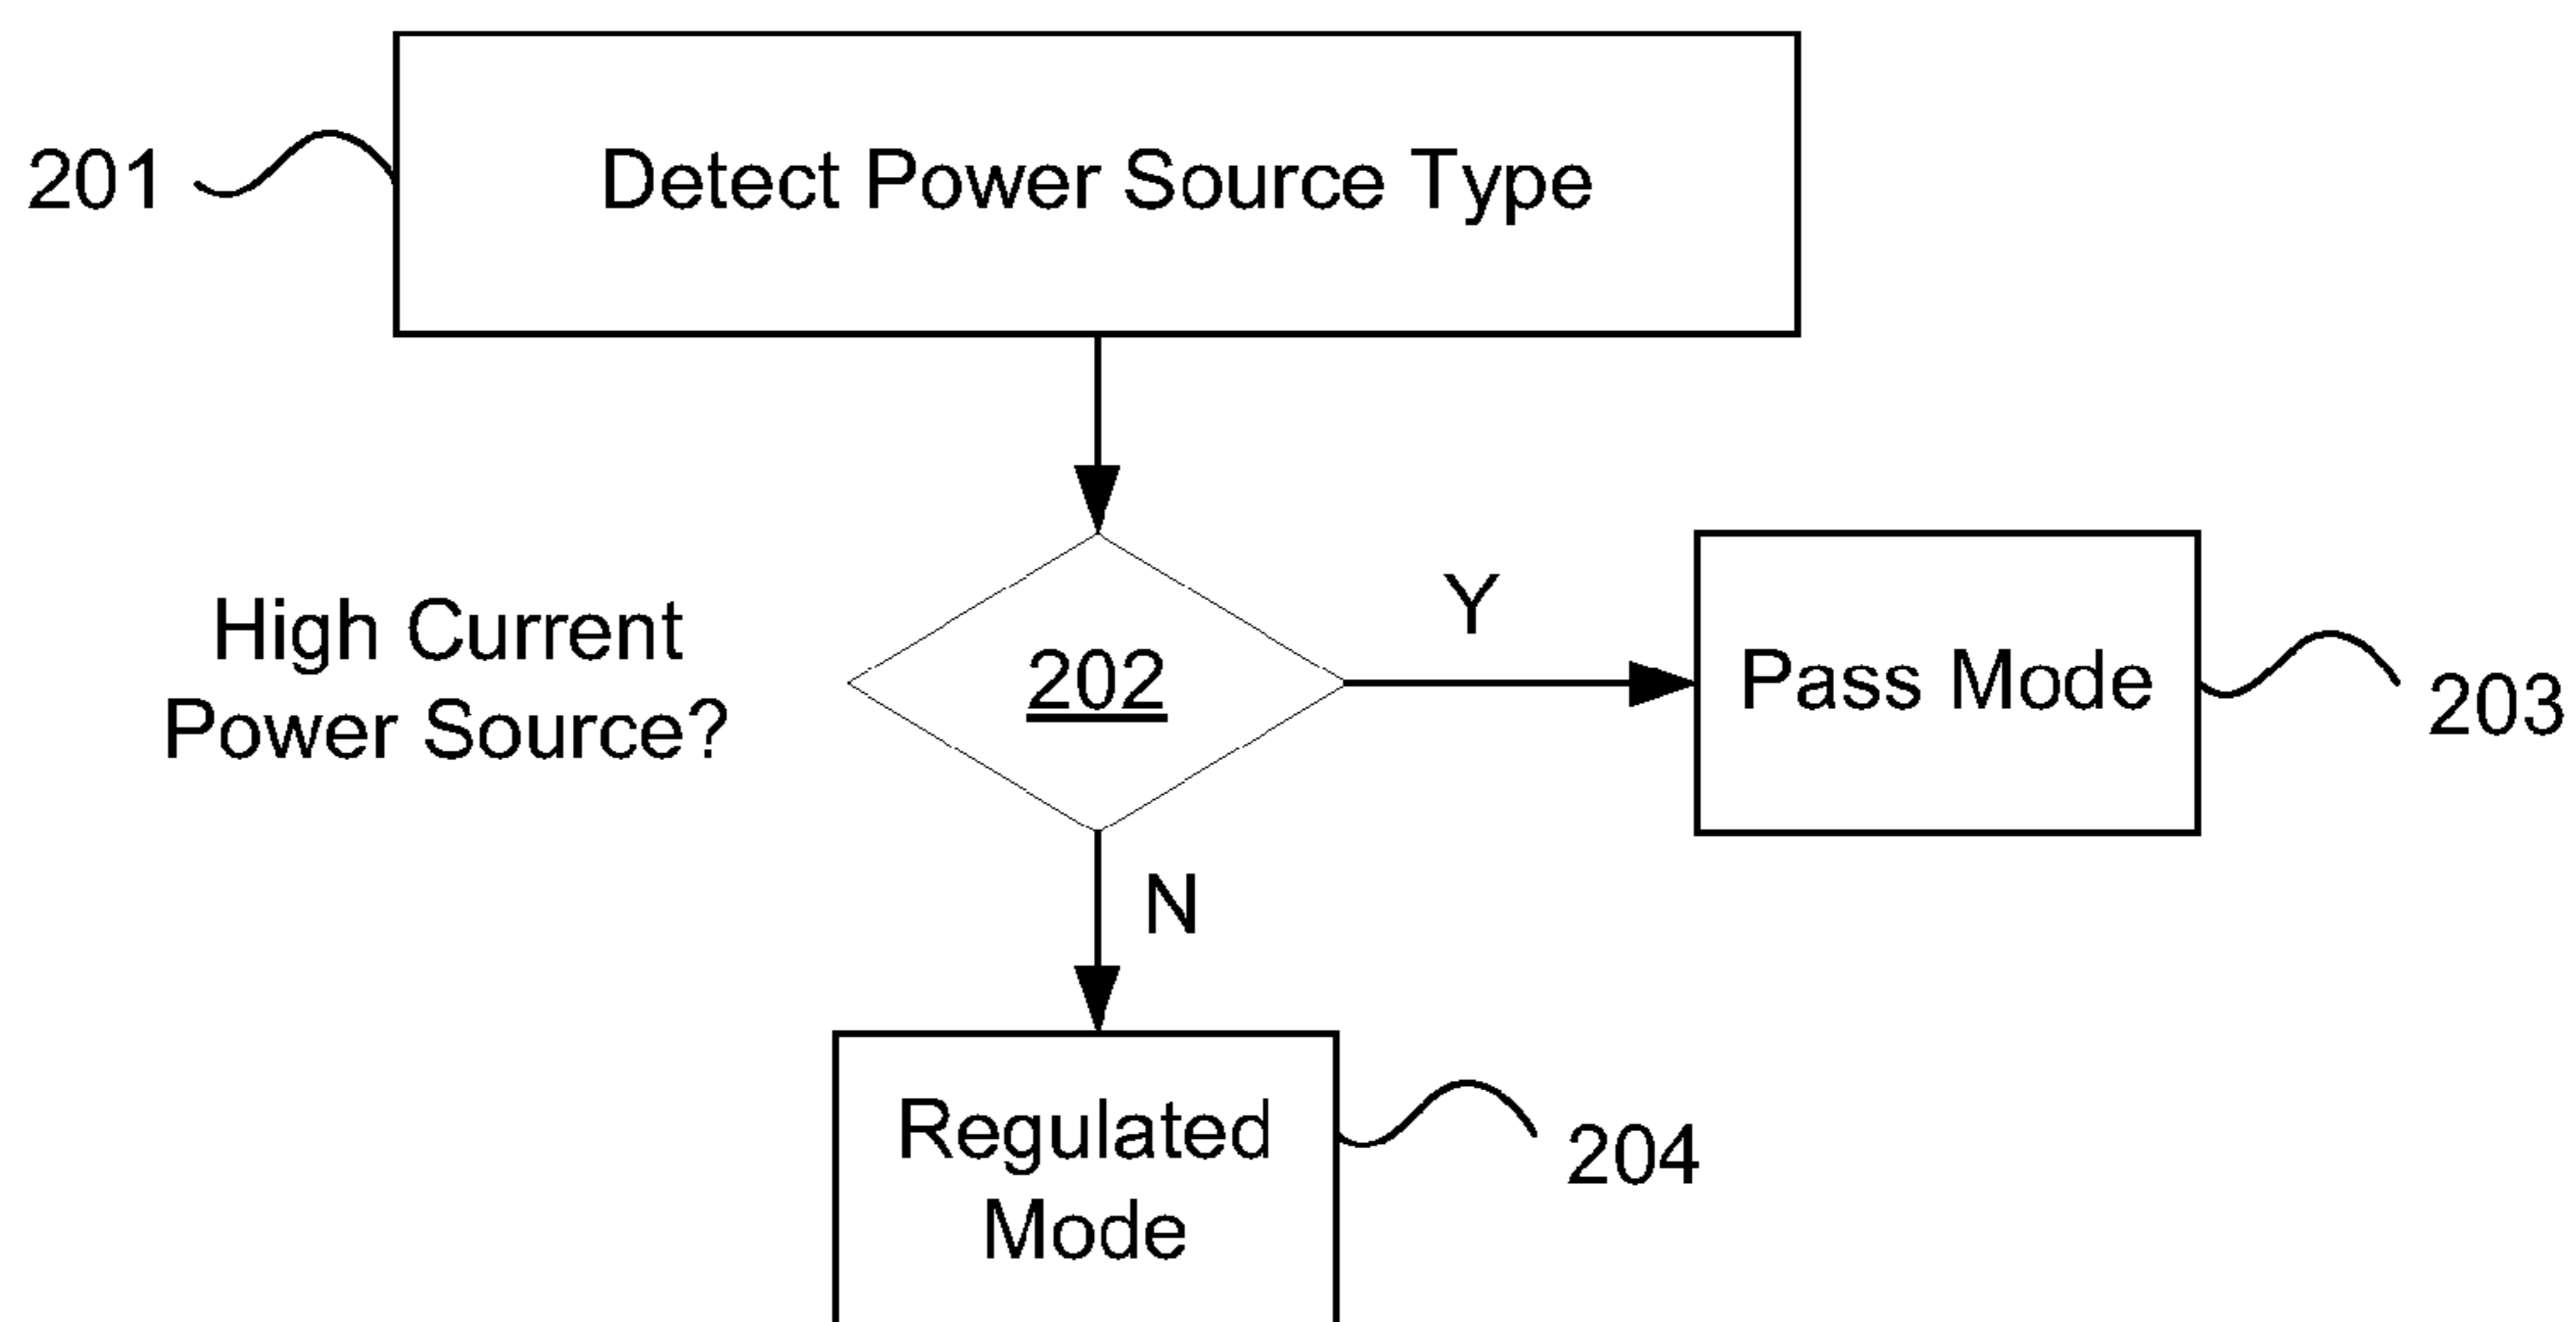 201
Detect Power Source Type
High Current
Power Source?
202
Y
Pass Mode
203
N
Regulated
Mode
204